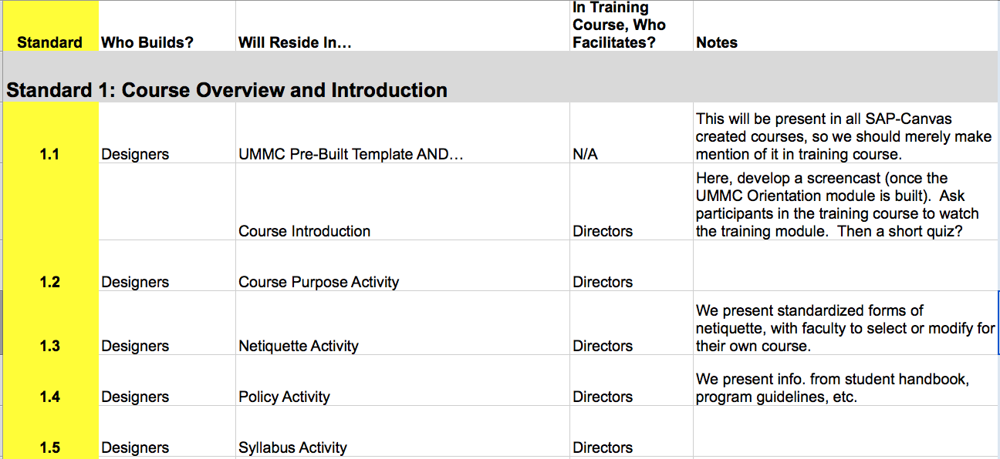 Standard Who Builds? Will Reside In... In Training Course, Who Facilitates? Notes
Standard 1: Course Overview and Introduction
1.1 Designers UMMC Pre-Built Template AND... N/A This will be present in all SAP-Canvas
created courses, so we should merely make
mention of it in training course.
Course Introduction Directors Here, develop a screencast (once the
UMMC Orientation module is built).  Ask
participants in the training course to watch
the training module.  Then a short quiz?
1.2 Designers Course Purpose Activity Directors
1.3 Designers Netiquette Activity Directors We present standardized forms of
netiquette, with faculty to select or modify for
their own course.
1.4 Designers Policy Activity Directors We present info. from student handbook,
program guidelines, etc.
1.5 Designers Syllabus Activity Directors